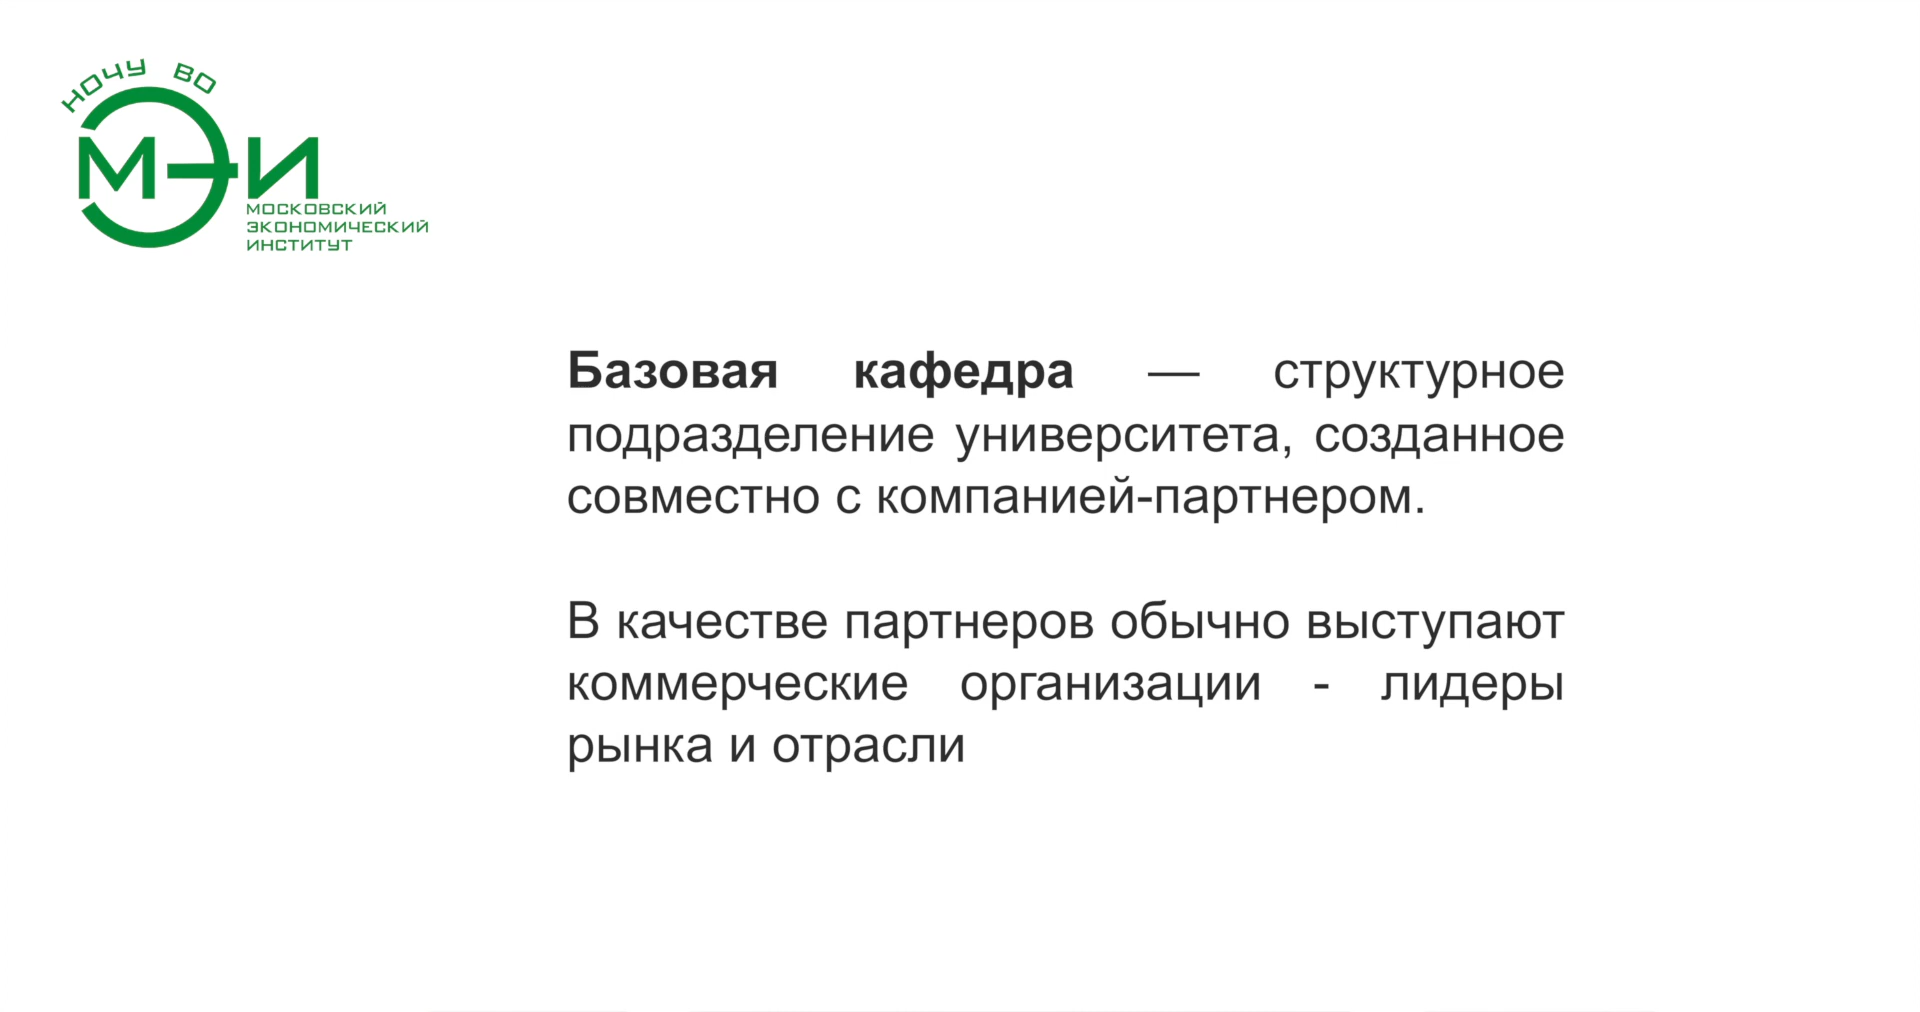 НОЧУ ВО
МЭИ
МОСКОВСКИЙ
ЭКОНОМИЧЕСКИЙ
ИНСТИТУТ
Базовая кафедра — структурное
подразделение университета, созданное
совместно с компанией-партнером.
В качестве партнеров обычно выступают
коммерческие организации - лидеры
рынка и отрасли